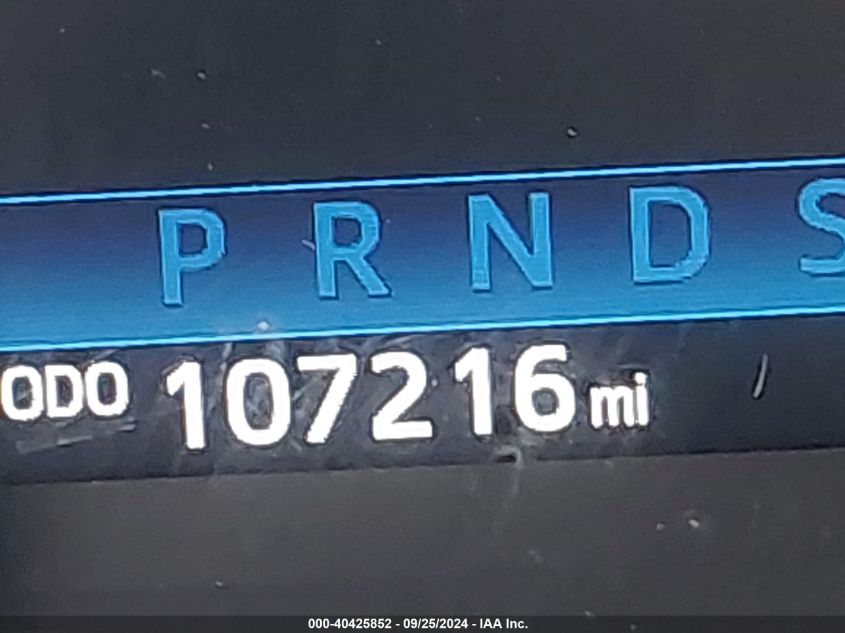 P R N D S
ODO 107216 mi
000-40425852 - 09/25/2024 - IAA Inc.